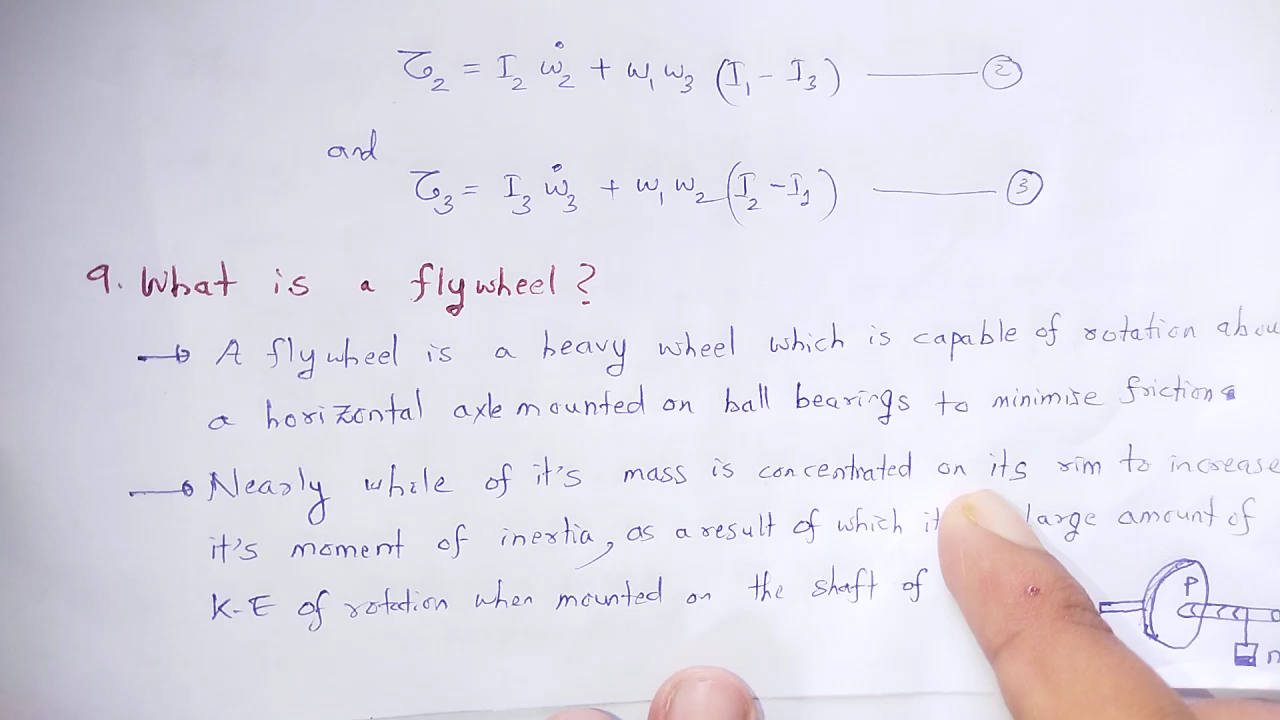 τ₂ = I₂ ω̇₂ + ω₁ ω₃ (I₁ - I₃) ——— ②
and
τ₃ = I₃ ω̇₃ + ω₁ ω₂ (I₂ - I₁) ——— ③
9. What is a flywheel?
→ A flywheel is a heavy wheel which is capable of rotation abou
a horizontal axle mounted on ball bearings to minimise friction.
→ Nearly whole of it's mass is concentrated on its rim to increase
it's moment of inertia, as a result of which it large amount of
K-E of rotation when mounted on the shaft of
P